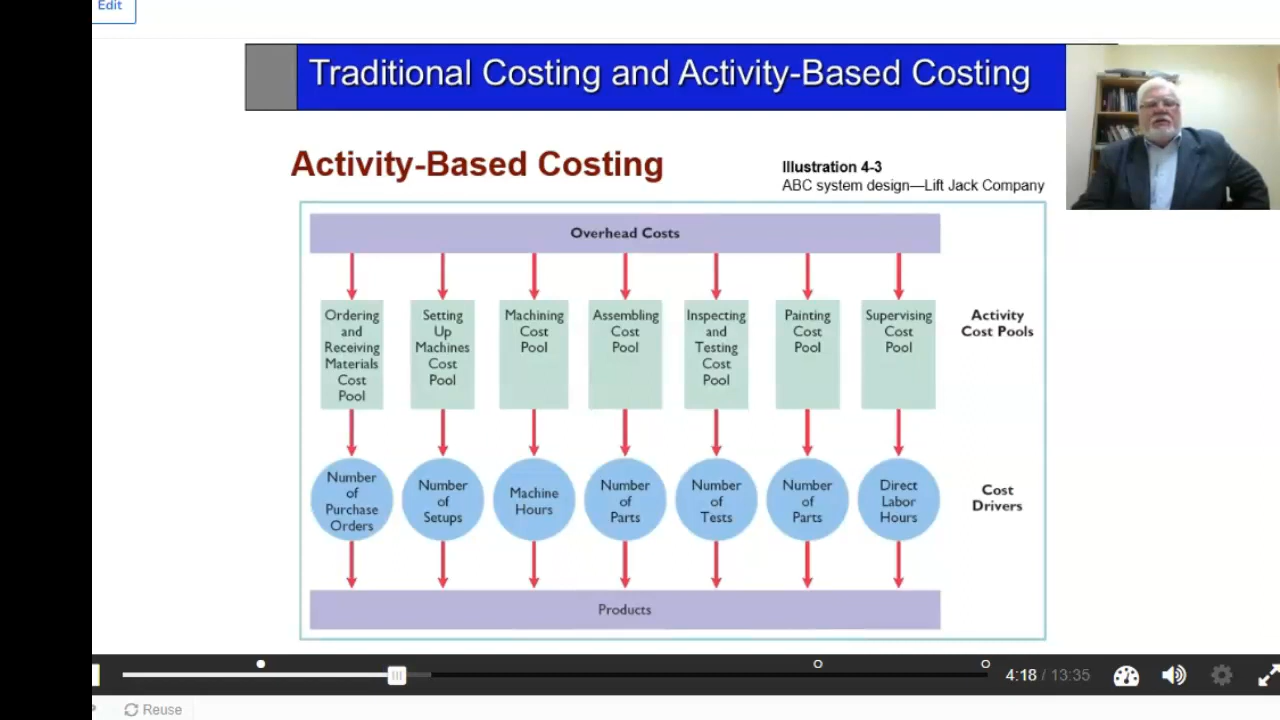 Edit
Traditional Costing and Activity-Based Costing
Activity-Based Costing
Illustration 4-3
ABC system design—Lift Jack Company
Overhead Costs
Ordering
and
Receiving
Materials
Cost
Pool
Setting
Up
Machines
Cost
Pool
Machining
Cost
Pool
Assembling
Cost
Pool
Inspecting
and
Testing
Cost
Pool
Painting
Cost
Pool
Supervising
Cost
Pool
Activity
Cost Pools
Number
of
Purchase
Orders
Number
of
Setups
Machine
Hours
Number
of
Parts
Number
of
Tests
Number
of
Parts
Direct
Labor
Hours
Cost
Drivers
Products
4:18 / 13:35
Reuse